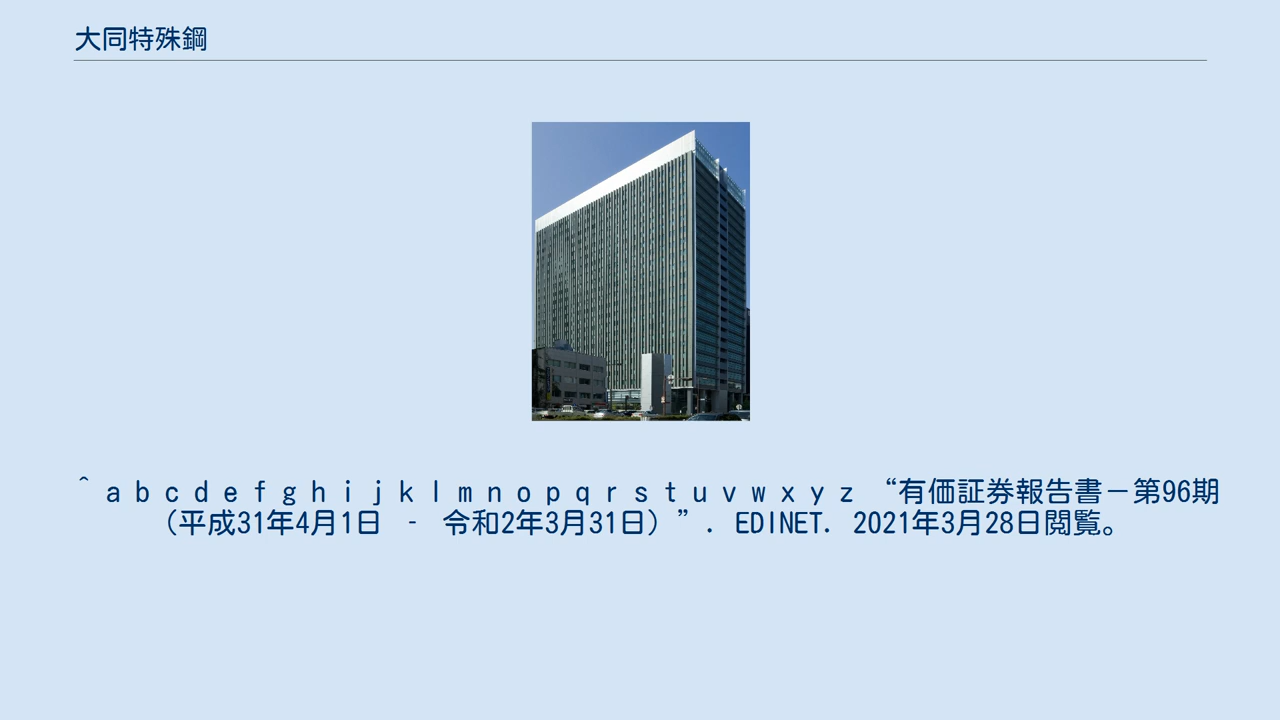 大同特殊鋼
^ a b c d e f g h i j k l m n o p q r s t u v w x y z “有価証券報告書－第96期
（平成31年4月1日 - 令和2年3月31日）”. EDINET. 2021年3月28日閲覧。